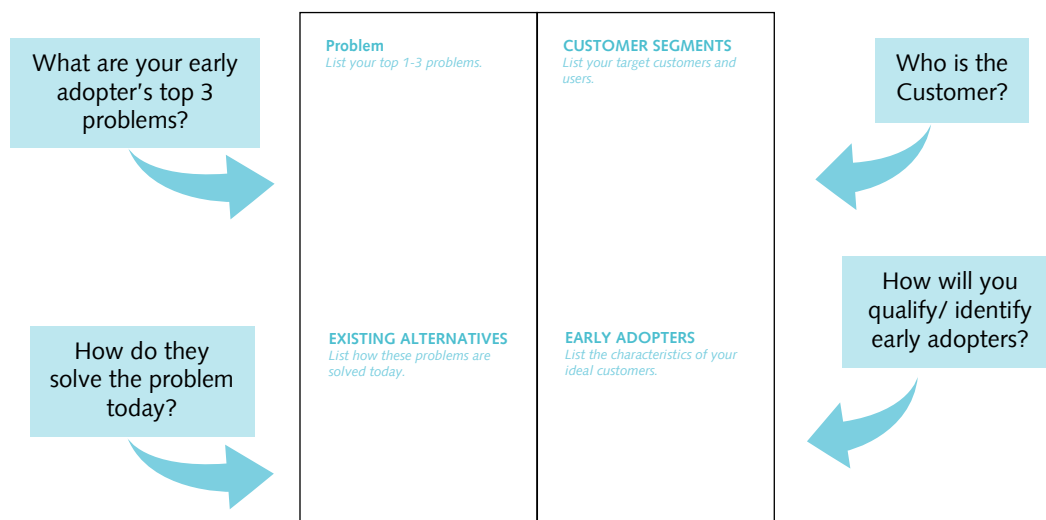 What are your early
adopter's top 3
problems?
Problem
List your top 1-3 problems.
CUSTOMER SEGMENTS
List your target customers and
users.
Who is the
Customer?
How do they
solve the problem
today?
EXISTING ALTERNATIVES
List how these problems are
solved today.
EARLY ADOPTERS
List the characteristics of your
ideal customers.
How will you
qualify/ identify
early adopters?